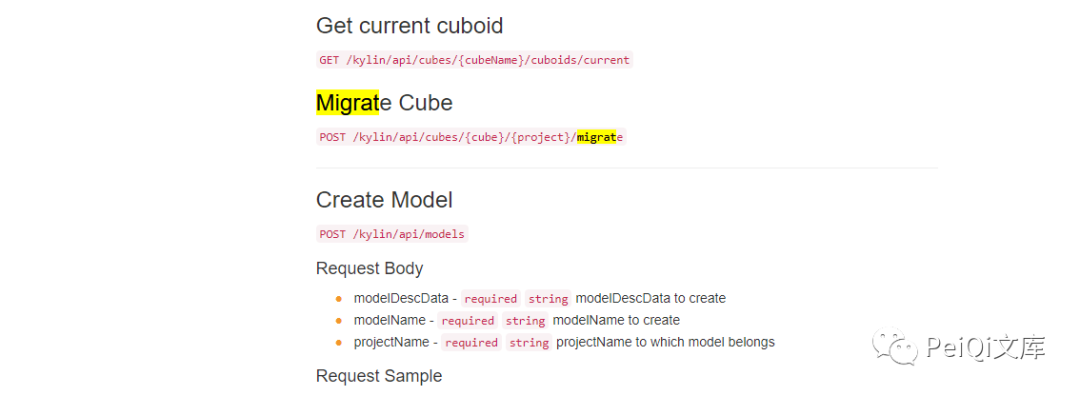 Get current cuboid
GET /kylin/api/cubes/{cubeName}/cuboids/current
Migrate Cube
POST /kylin/api/cubes/{cube}/{project}/migrate
Create Model
POST /kylin/api/models
Request Body
modelDescData - required string modelDescData to create
modelName - required string modelName to create
projectName - required string projectName to which model belongs
PeiQi文库
Request Sample